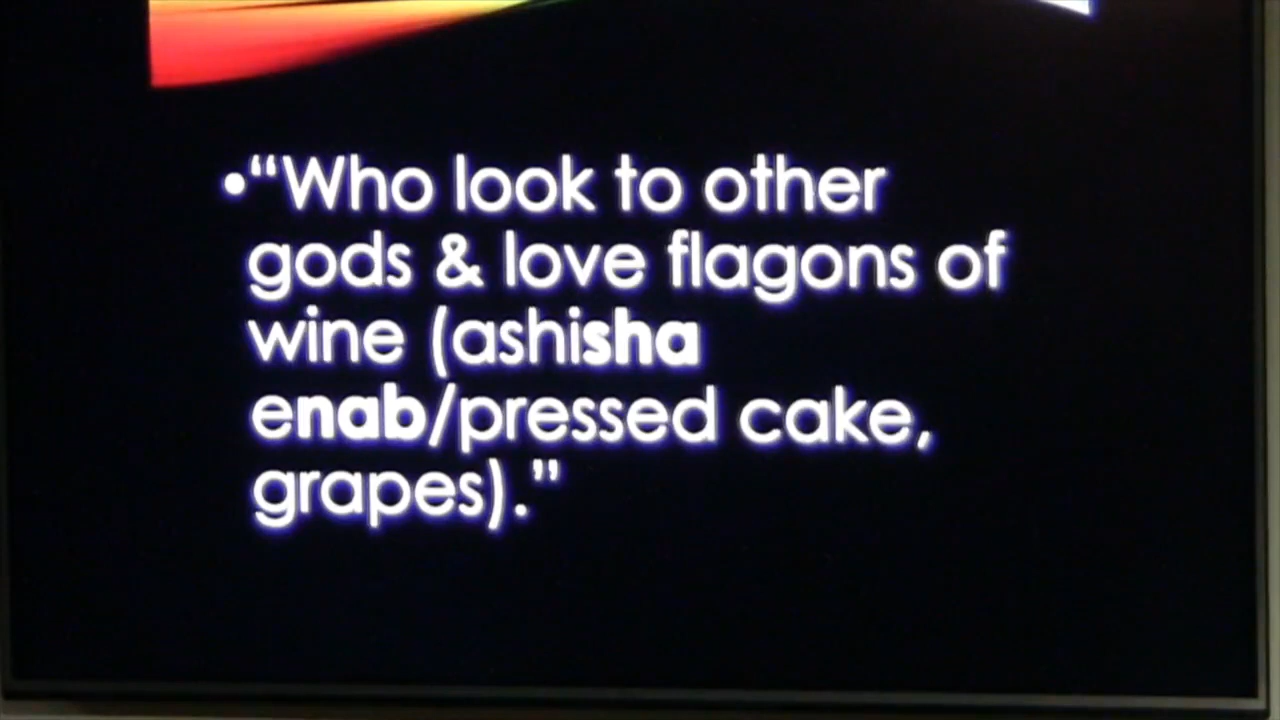 •“Who look to other
gods & love flagons of
wine (ashisha
enab/pressed cake,
grapes).”